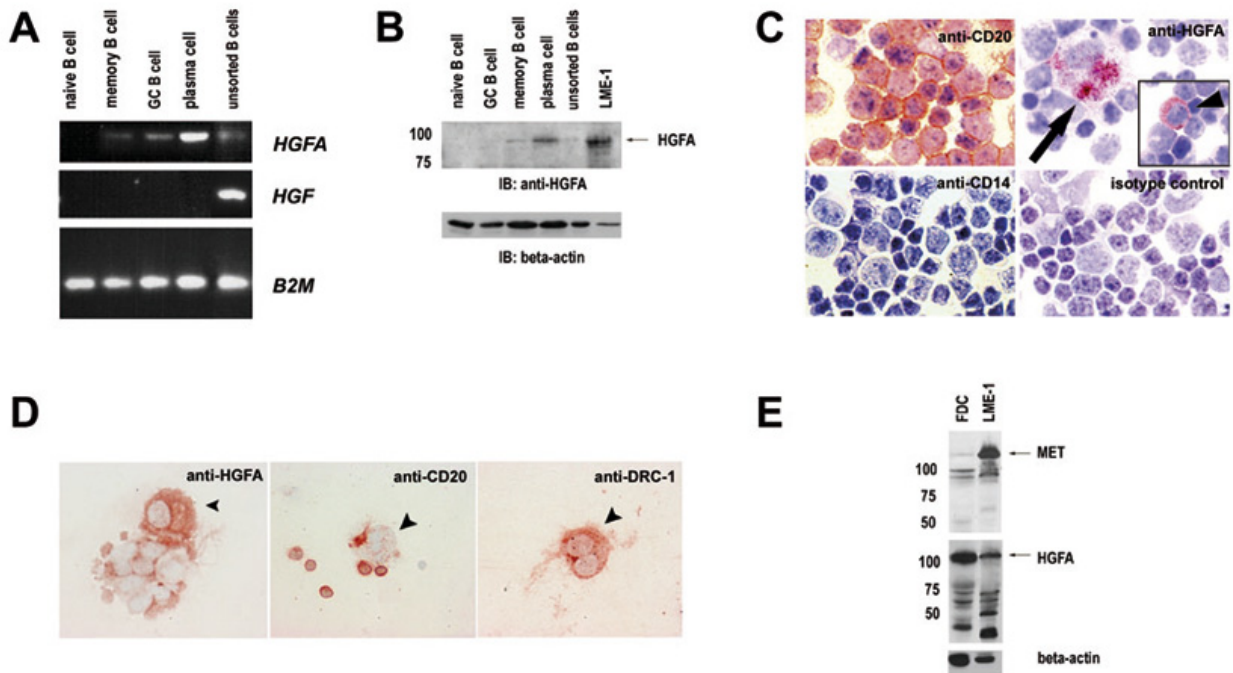 A
naive B cell
memory B cell
GC B cell
plasma cell
unsorted B cells
HGFA
HGF
B2M
B
naive B cell
GC B cell
memory B cell
plasma cell
unsorted B cells
LME-1
100
75
HGFA
IB: anti-HGFA
IB: beta-actin
C
anti-CD20
anti-HGFA
anti-CD14
isotype control
D
anti-HGFA
anti-CD20
anti-DRC-1
E
FDC
LME-1
100
75
50
MET
100
75
50
HGFA
beta-actin